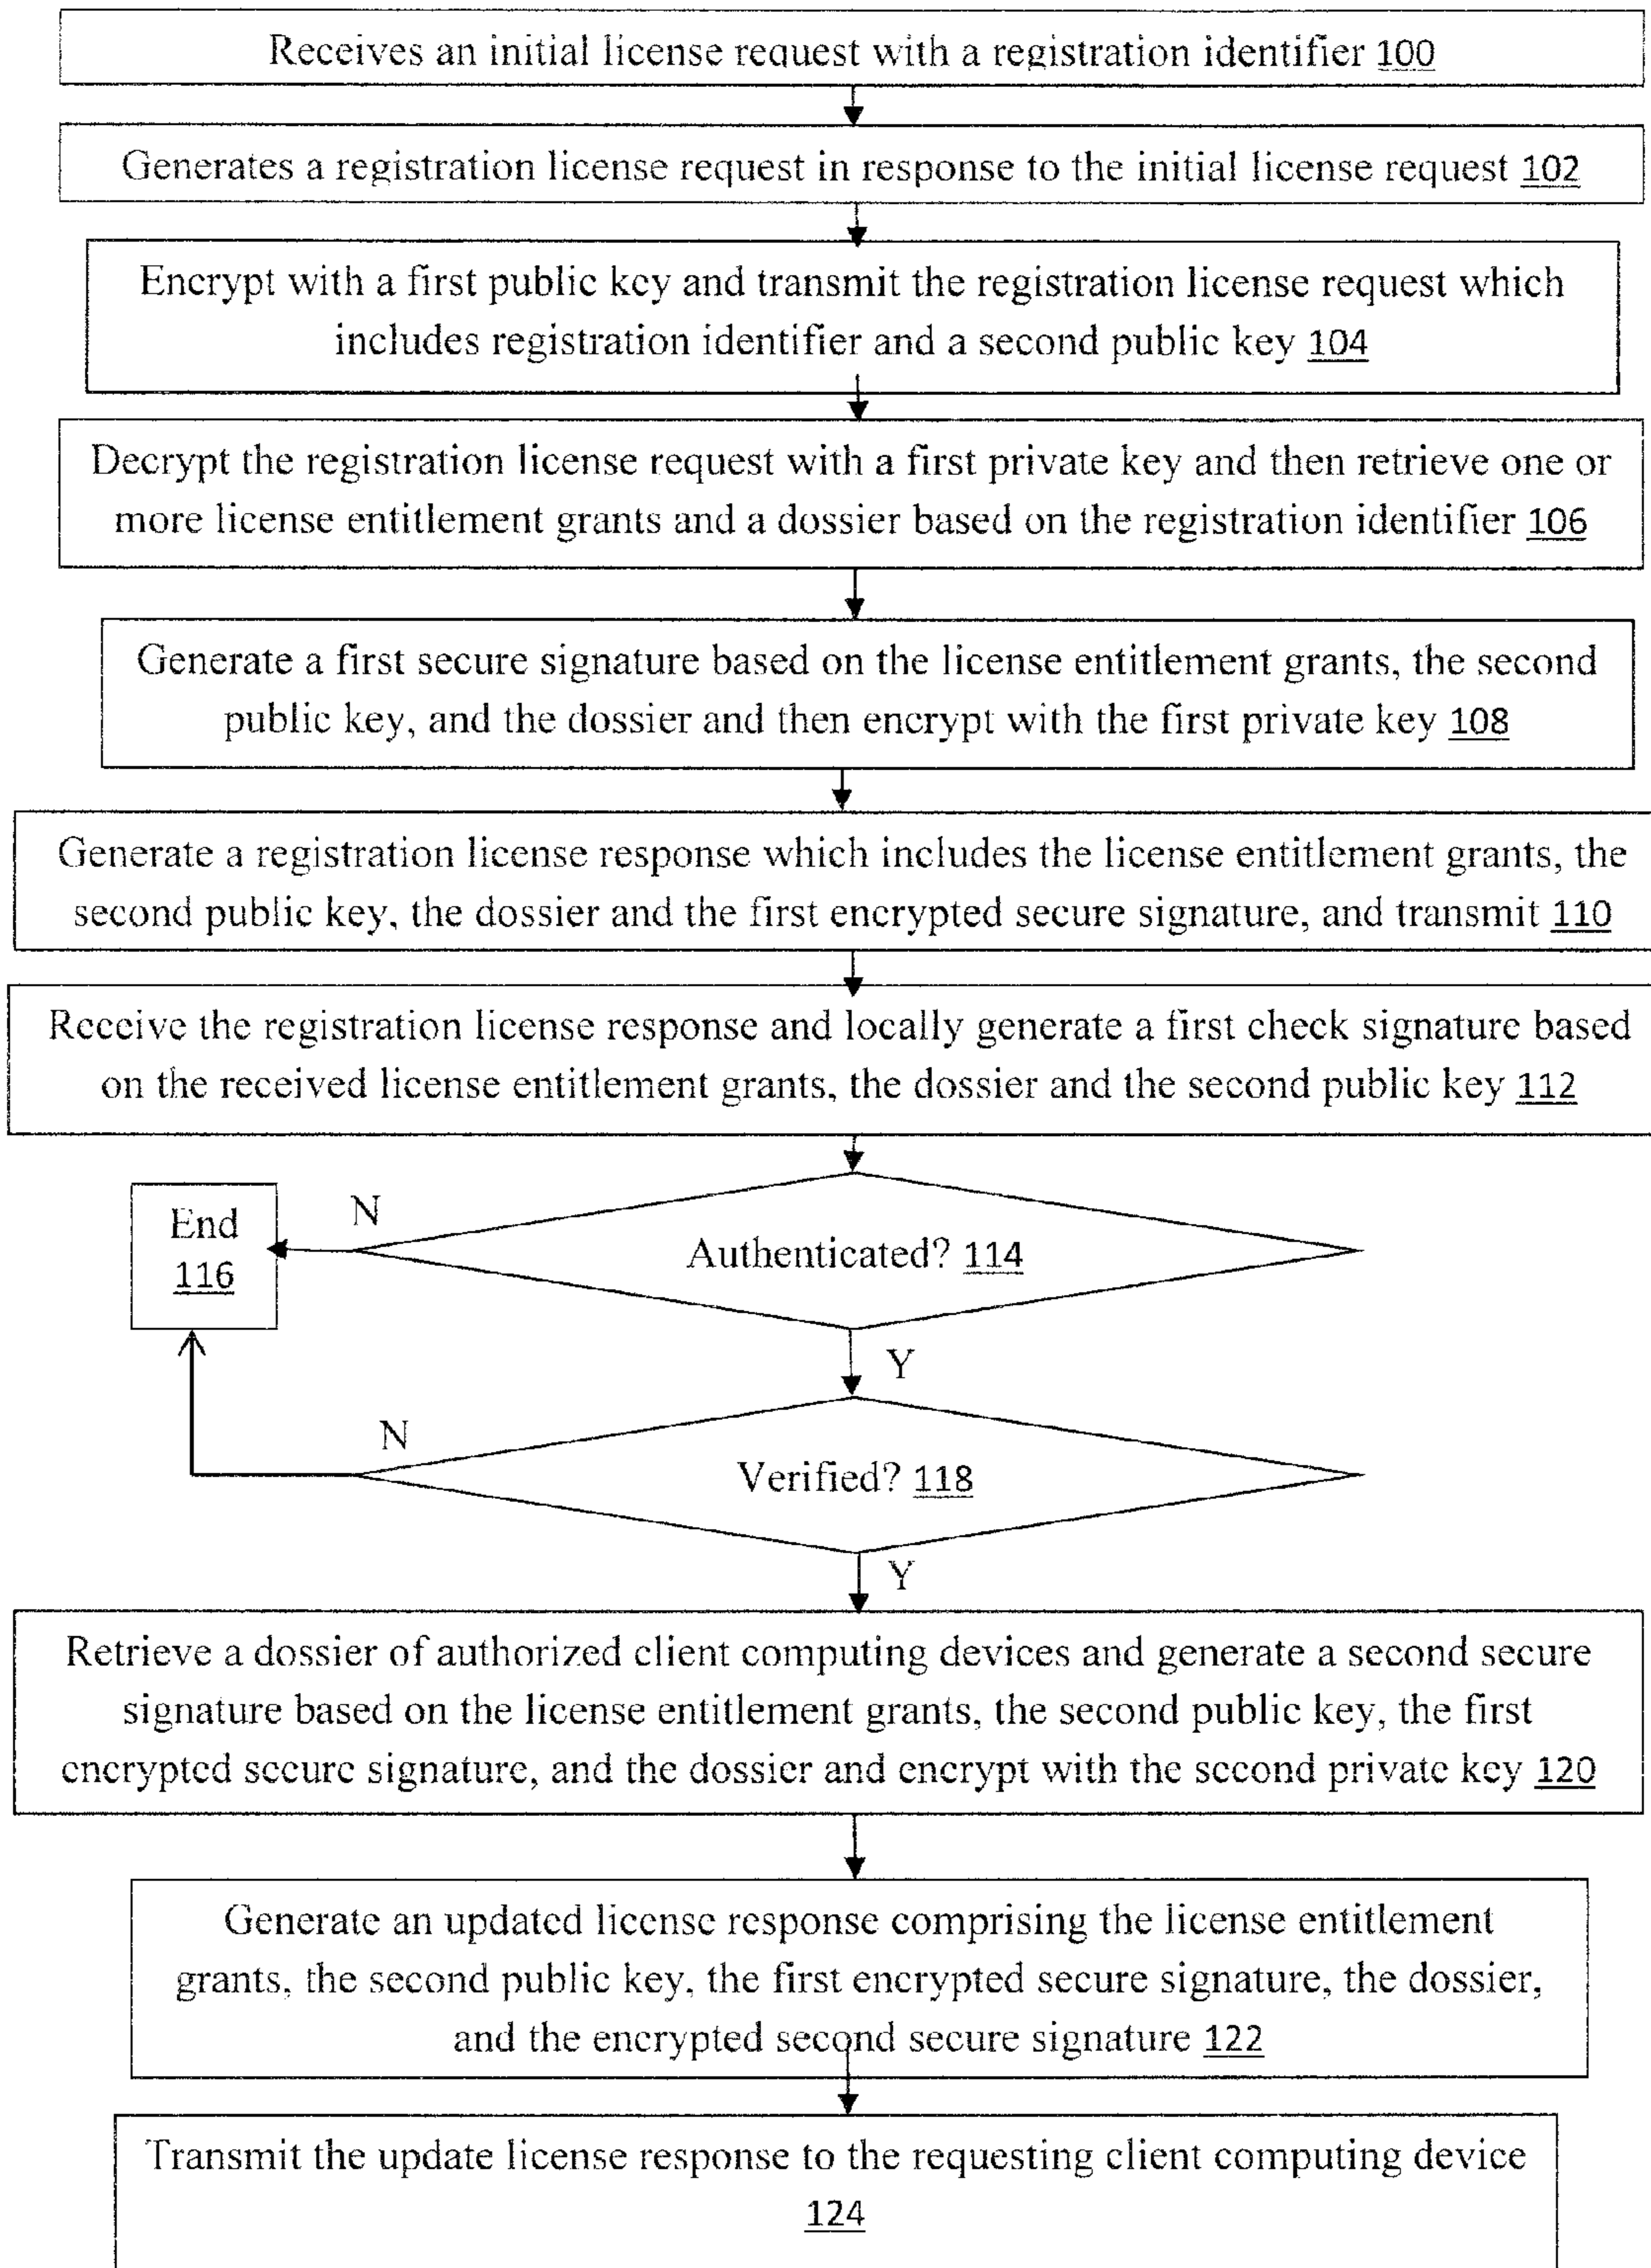 Receives an initial license request with a registration identifier 100
Generates a registration license request in response to the initial license request 102
Encrypt with a first public key and transmit the registration license request which
includes registration identifier and a second public key 104
Decrypt the registration license request with a first private key and then retrieve one or
more license entitlement grants and a dossier based on the registration identifier 106
Generate a first secure signature based on the license entitlement grants, the second
public key, and the dossier and then encrypt with the first private key 108
Generate a registration license response which includes the license entitlement grants, the
second public key, the dossier and the first encrypted secure signature, and transmit 110
Receive the registration license response and locally generate a first check signature based
on the received license entitlement grants, the dossier and the second public key 112
N
End
116
Authenticated? 114
Y
N
Verified? 118
Y
Retrieve a dossier of authorized client computing devices and generate a second secure
signature based on the license entitlement grants, the second public key, the first
encrypted secure signature, and the dossier and encrypt with the second private key 120
Generate an updated license response comprising the license entitlement
grants, the second public key, the first encrypted secure signature, the dossier,
and the encrypted second secure signature 122
Transmit the update license response to the requesting client computing device
124